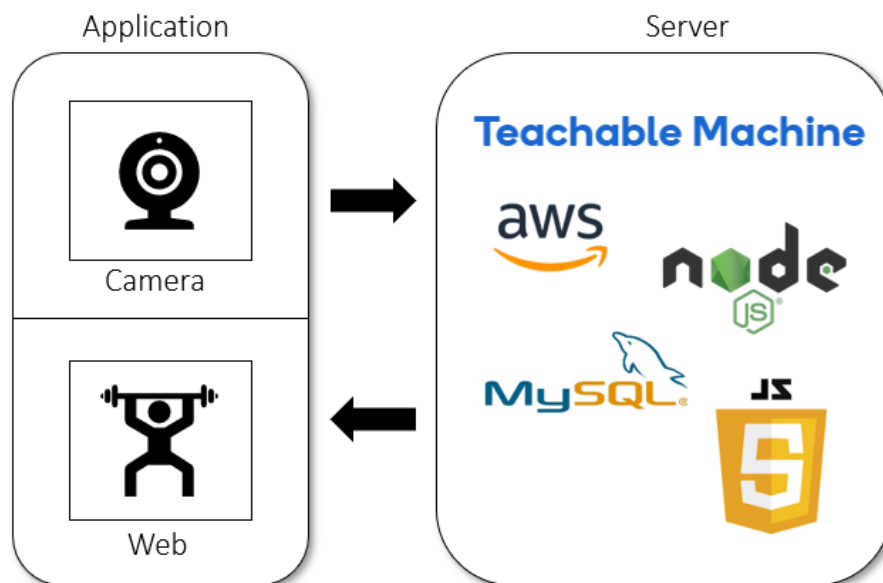 Application
Server
Camera
Web
Teachable Machine
aws
node
JS
MySQL
JS
5